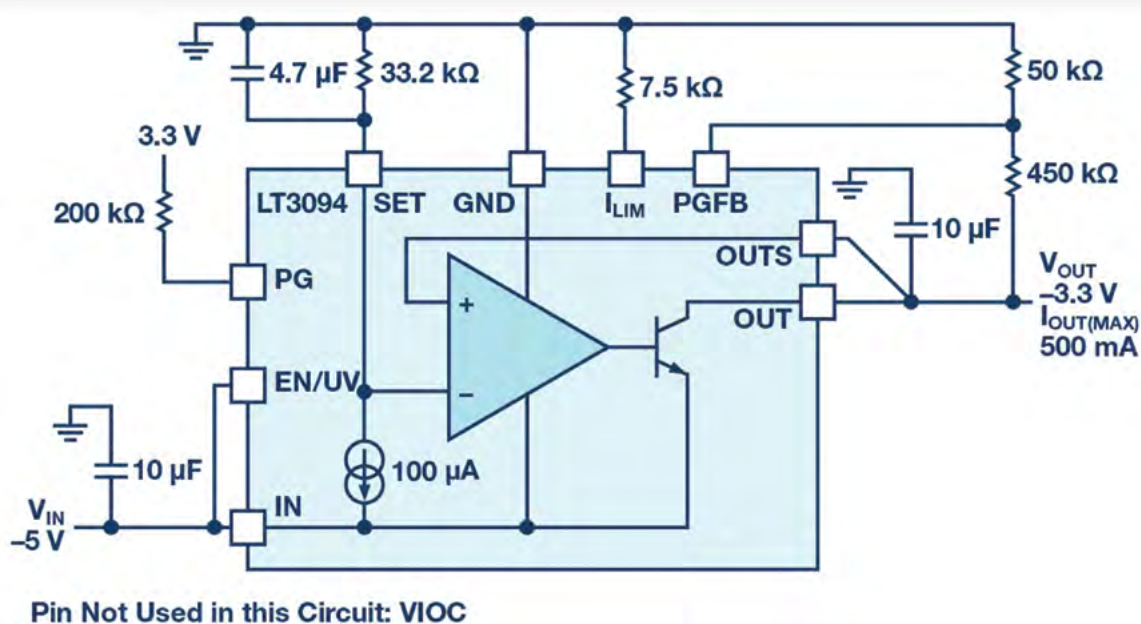 4.7 µF
33.2 kΩ
7.5 kΩ
50 kΩ
3.3 V
200 kΩ
450 kΩ
LT3094
SET
GND
ILIM
PGFB
10 µF
OUTS
PG
+
OUT
VOUT
–3.3 V
IOUT(MAX)
500 mA
EN/UV
–
10 µF
100 µA
IN
VIN
–5 V
Pin Not Used in this Circuit: VIOC